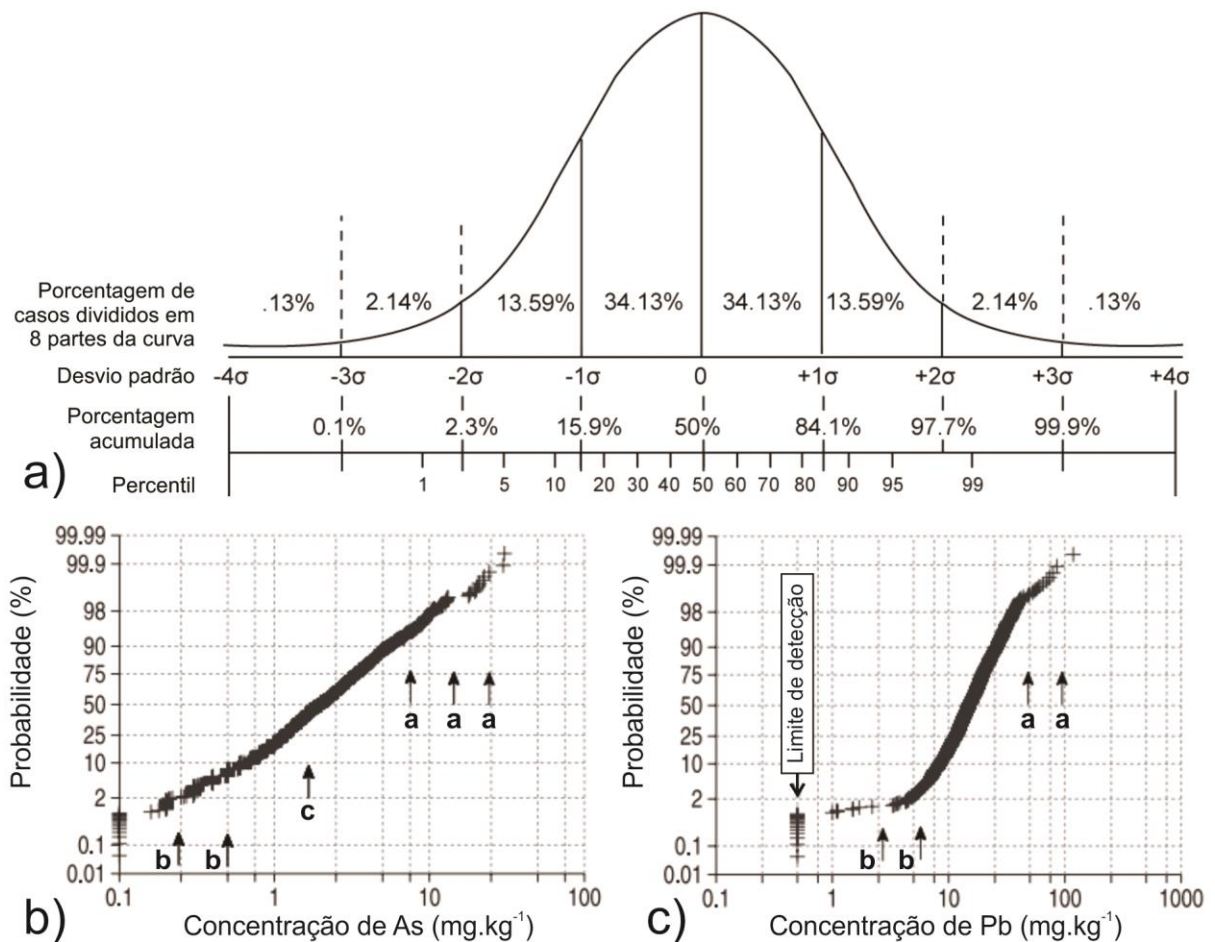 Porcentagem de
casos divididos em
8 partes da curva
.13% 2.14% 13.59% 34.13% 34.13% 13.59% 2.14% .13%
Desvio padrão -4σ -3σ -2σ -1σ 0 +1σ +2σ +3σ +4σ
Porcentagem
acumulada
0.1% 2.3% 15.9% 50% 84.1% 97.7% 99.9%
a)
Percentil 1 5 10 20 30 40 50 60 70 80 90 95 99
b)
Probabilidade (%)
99.99
99.9
98
90
75
50
25
10
2
0.1
0.01
a a a
c
b b
0.1 1 10 100
Concentração de As (mg.kg⁻¹)
c)
Probabilidade (%)
99.99
99.9
98
90
75
50
25
10
2
0.1
0.01
Limite de detecção
a a
b b
0.1 1 10 100 1000
Concentração de Pb (mg.kg⁻¹)